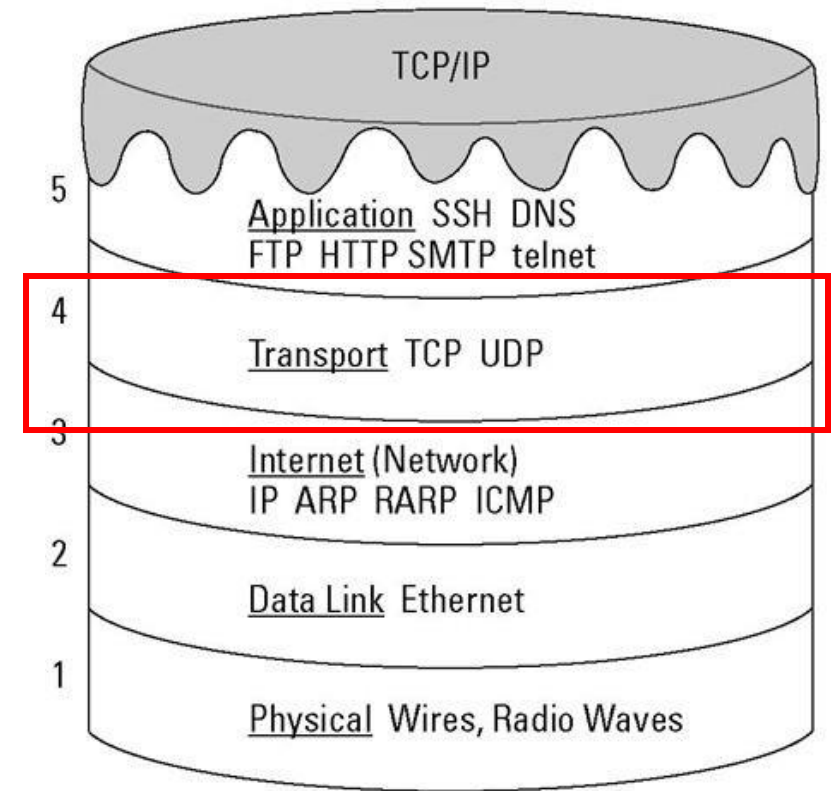 TCP/IP
5
Application SSH DNS
FTP HTTP SMTP telnet
4
Transport TCP UDP
3
Internet (Network)
IP ARP RARP ICMP
2
Data Link Ethernet
1
Physical Wires, Radio Waves